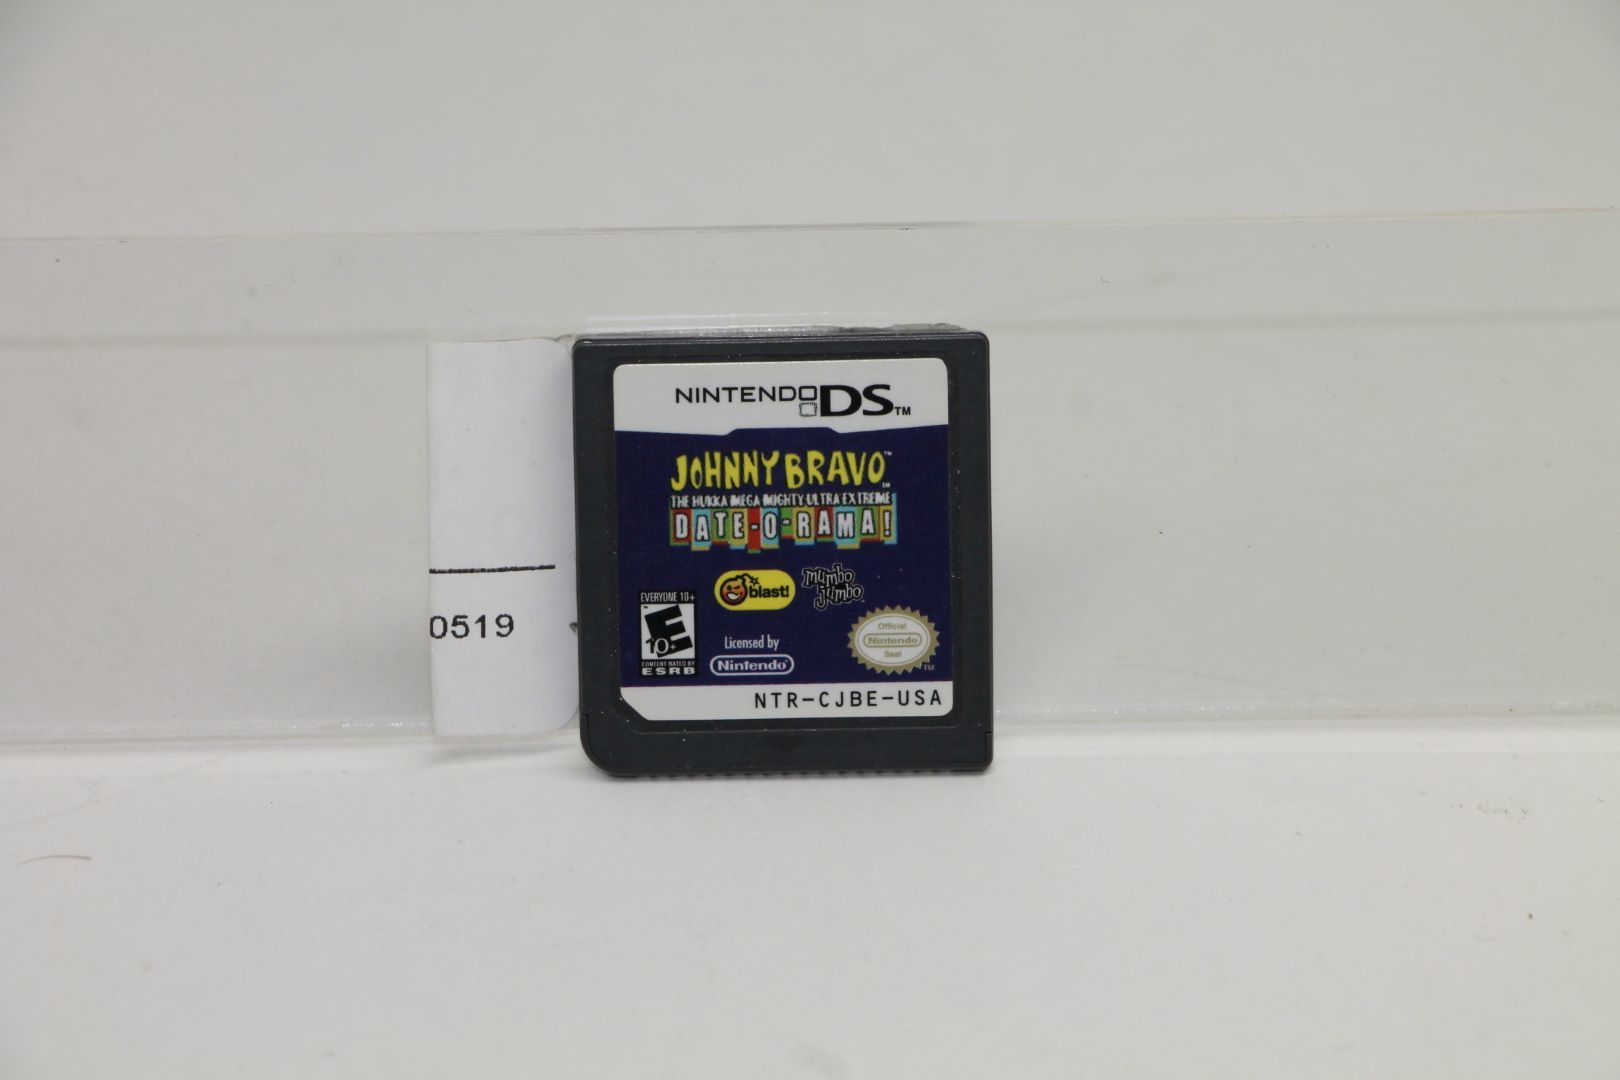 0519
NINTENDO DS TM
JOHNNY BRAVO TM
THE HUKKA MEGA MIGHTY ULTRA EXTREME
DATE-O-RAMA!
EVERYONE 10+
E
10+
CONTENT RATED BY
ESRB
blast!
mumbo
jumbo
Licensed by
Nintendo
Official
Nintendo
Seal
TM
NTR-CJBE-USA